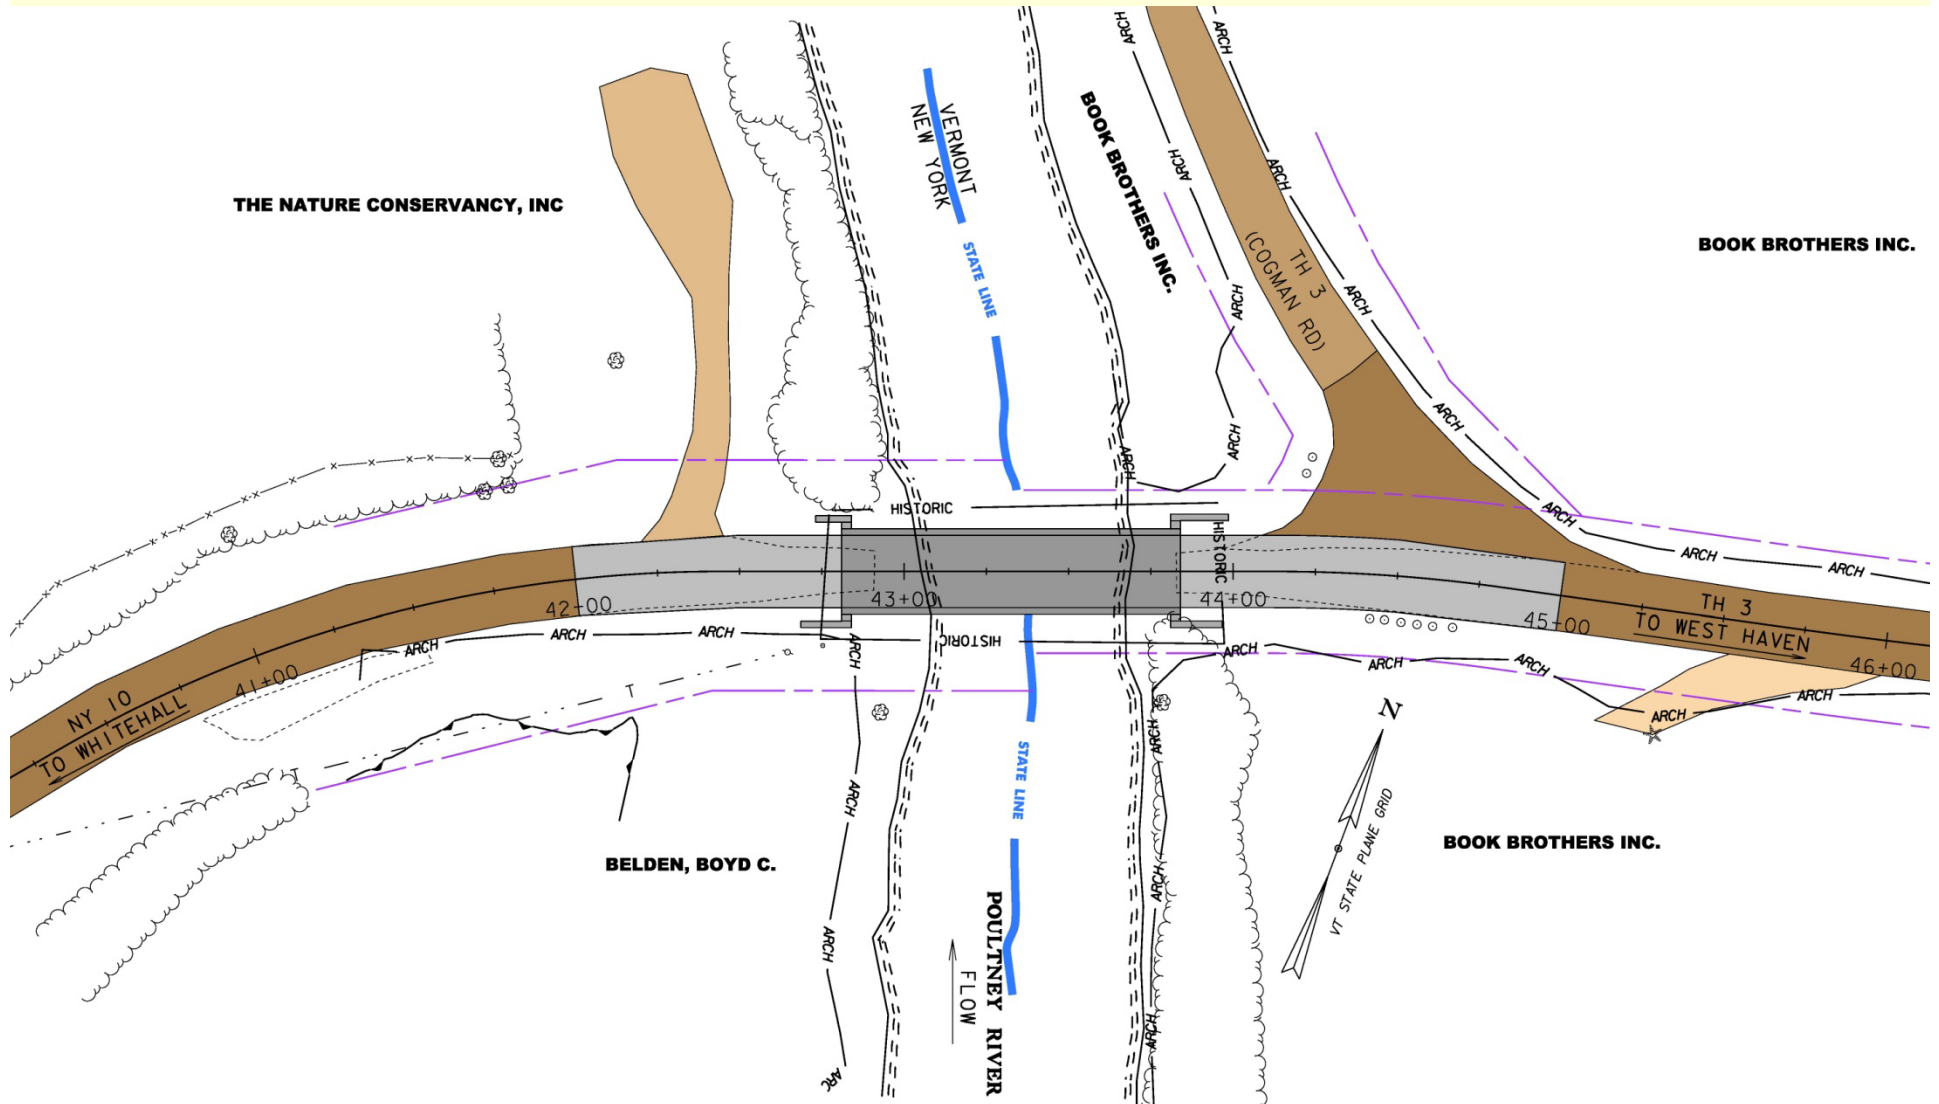 ARCH
ARCH
BOOK BROTHERS INC.
VERMONT
NEW YORK
ARCH
ARCH
THE NATURE CONSERVANCY, INC
STATE LINE
TH 3
(COGMAN RD)
BOOK BROTHERS INC.
ARCH
ARCH
ARCH
ARCH
ARCH
HISTORIC
HISTORIC
ARCH
ARCH
ARCH
42+00
43+00
44+00
45+00
TH 3
TO WEST HAVEN
46+00
NY 10
TO WHITEHALL
41+00
ARCH
ARCH
ARCH
ARCH
HISTORIC
ARCH
ARCH
ARCH
ARCH
ARCH
T
T
ARCH
STATE LINE
N
VT STATE PLANE GRID
BOOK BROTHERS INC.
BELDEN, BOYD C.
ARCH
ARCH
ARCH
POULTNEY RIVER
FLOW
ARCH
ARC